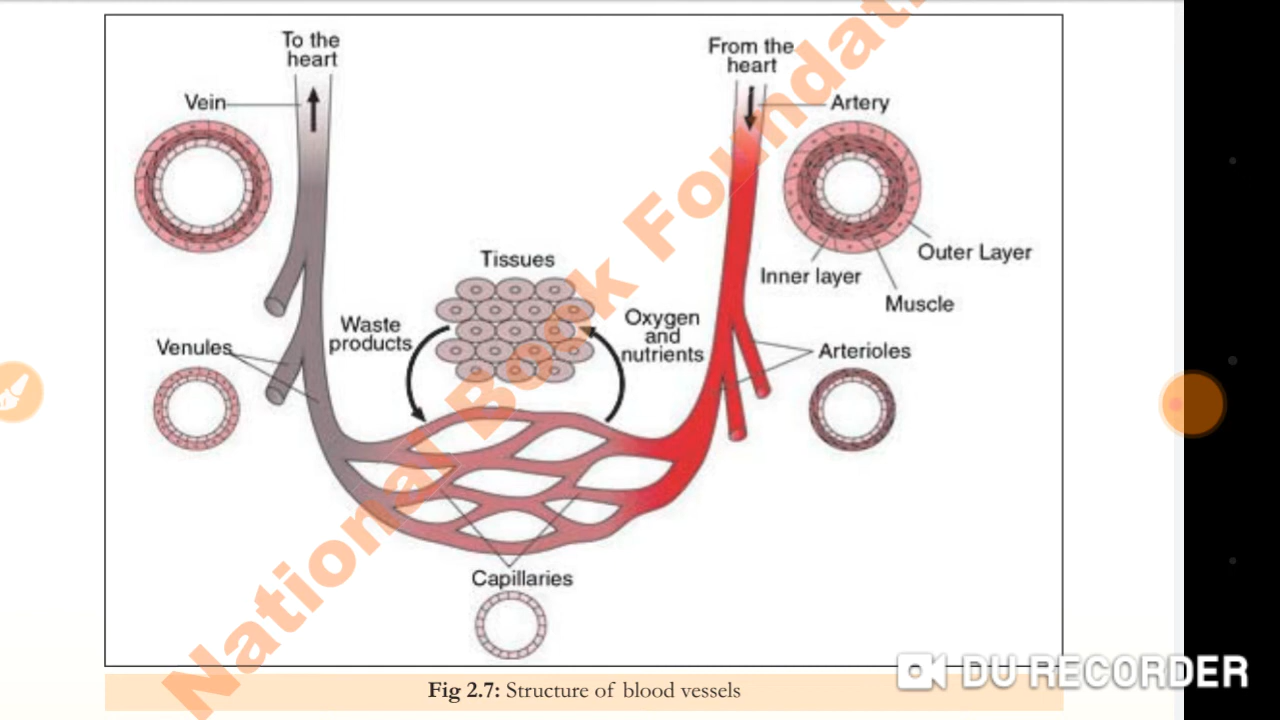 To the
heart
From the
heart
Vein
Artery
Outer Layer
Inner layer
Muscle
Tissues
Waste
products
Oxygen
and
nutrients
Venules
Arterioles
Capillaries
National Book Foundati
DU RECORDER
Fig 2.7: Structure of blood vessels